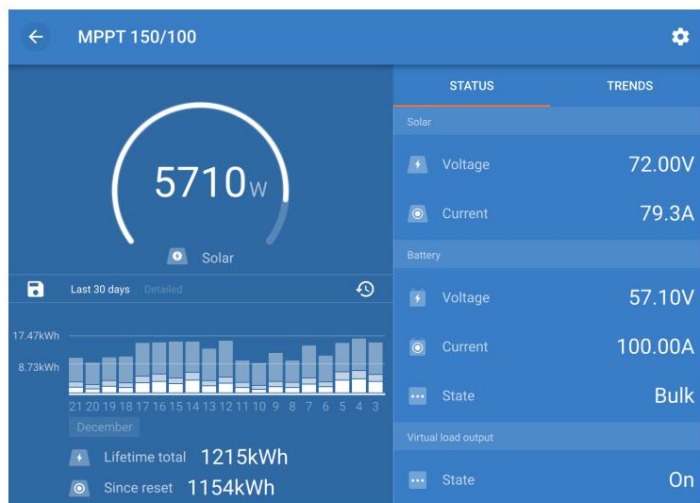 MPPT 150/100
5710W
Solar
Last 30 days Detailed
17.47kWh
8.73kWh
21 20 19 18 17 16 15 14 13 12 11 10 9 8 7 6 5 4 3
December
Lifetime total 1215kWh
Since reset 1154kWh
STATUS TRENDS
Solar
Voltage 72.00V
Current 79.3A
Battery
Voltage 57.10V
Current 100.00A
State Bulk
Virtual load output
State On